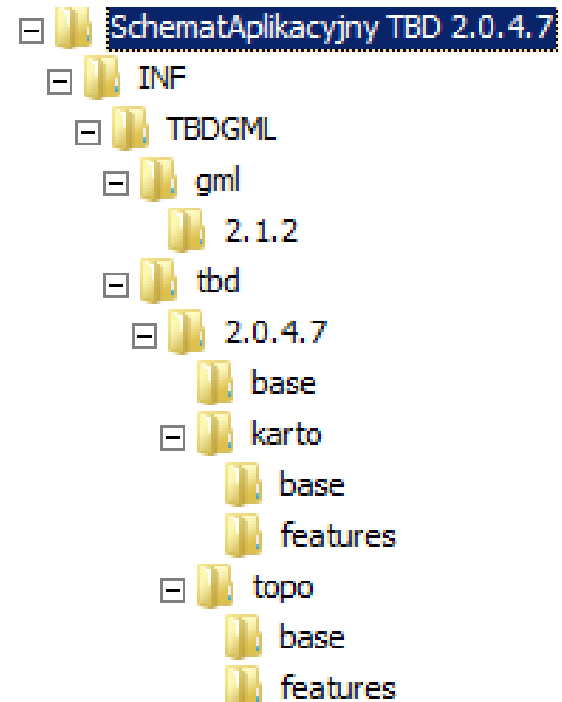 SchematAplikacyjny TBD 2.0.4.7
INF
TBDGML
gml
2.1.2
tbd
2.0.4.7
base
karto
base
features
topo
base
features